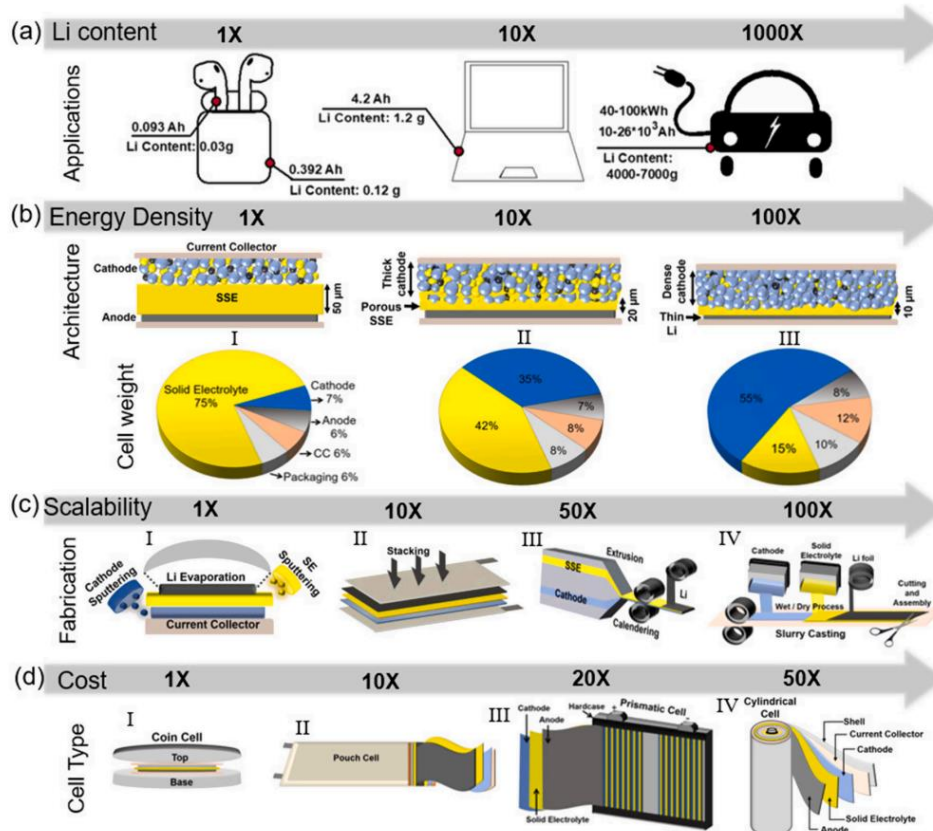 (a) Li content 1X 10X 1000X
Applications
0.093 Ah
Li Content: 0.03g
0.392 Ah
Li Content: 0.12 g
4.2 Ah
Li Content: 1.2 g
40-100kWh
10-26*10³Ah
Li Content:
4000-7000g
(b) Energy Density 1X 10X 100X
Architecture
Current Collector
Cathode
SSE
Anode
50 µm
Thick
cathode
Porous
SSE
20 µm
Dense
cathode
Thin
Li
10 µm
Cell weight
I
Solid Electrolyte
75%
Cathode
7%
Anode
6%
CC 6%
Packaging 6%
II
35%
7%
8%
8%
42%
III
55%
8%
12%
10%
15%
(c) Scalability 1X 10X 50X 100X
Fabrication
I
Cathode
Sputtering
Li Evaporation
SE
Sputtering
Current Collector
II
Stacking
III
Extrusion
SSE
Cathode
Li
Calendering
IV
Cathode
Solid
Electrolyte
Li foil
Cutting
and
Assembly
Wet / Dry Process
Slurry Casting
(d) Cost 1X 10X 20X 50X
Cell Type
I
Coin Cell
Top
Base
II
Pouch Cell
III
Cathode
Anode
Hardcase
Prismatic Cell
+
-
Solid Electrolyte
IV
Cylindrical
Cell
Shell
Current Collector
Cathode
Solid Electrolyte
Anode